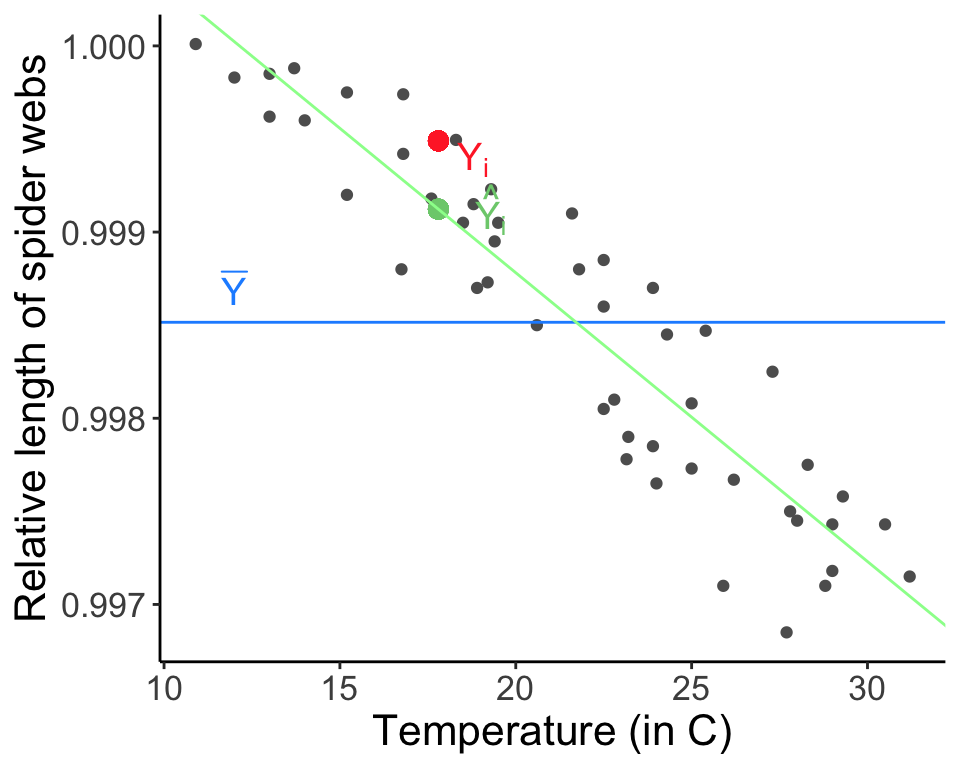 Relative length of spider webs
1.000
0.999
0.998
0.997
Yᵢ
Ŷᵢ
Y̅
10 15 20 25 30
Temperature (in C)